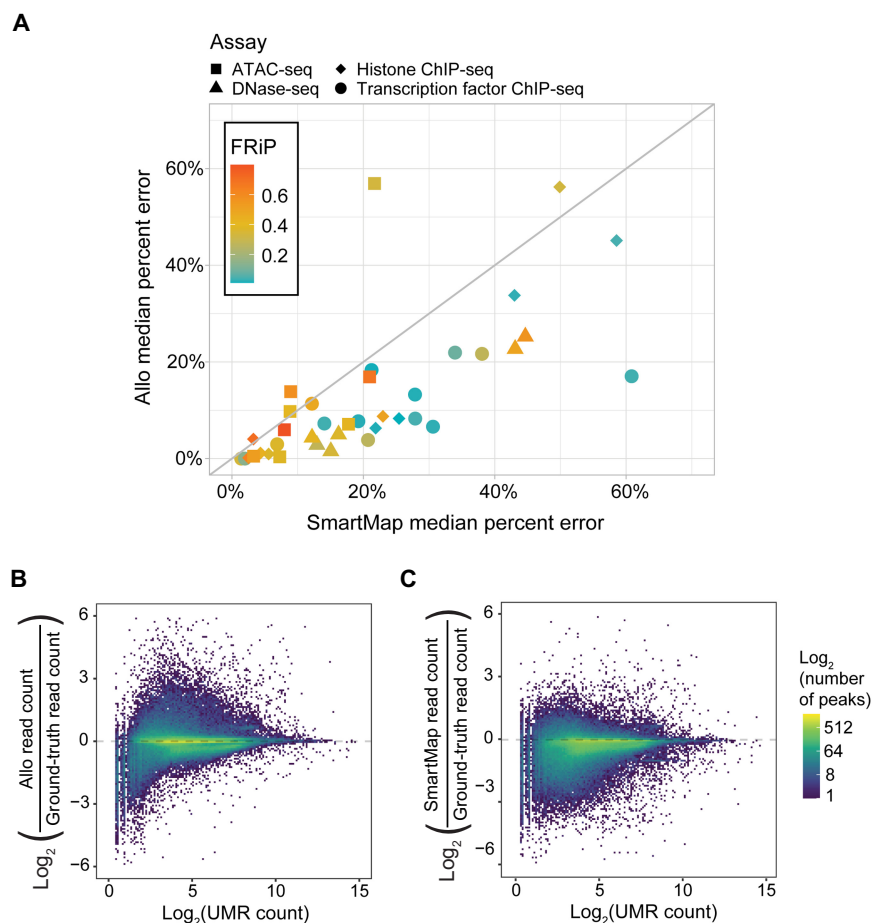 A
Assay
ATAC-seq
Histone ChIP-seq
DNase-seq
Transcription factor ChIP-seq
FRiP
0.6
0.4
0.2
60%
40%
20%
0%
Allo median percent error
0%
20%
40%
60%
SmartMap median percent error
B
6
3
0
−3
−6
Log2 ( Allo read count / Ground-truth read count )
0
5
10
15
Log2(UMR count)
C
6
3
0
−3
−6
Log2 ( SmartMap read count / Ground-truth read count )
0
5
10
15
Log2(UMR count)
Log2
(number
of peaks)
512
64
8
1